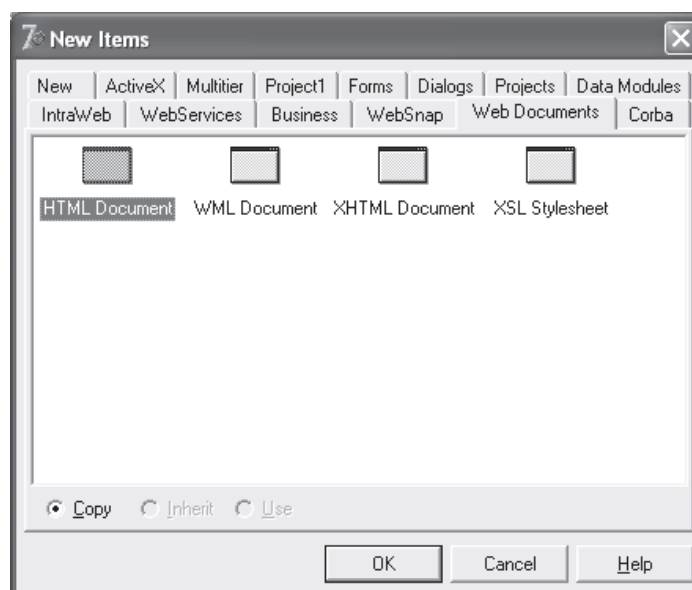 New Items
New ActiveX Multitier Project1 Forms Dialogs Projects Data Modules
IntraWeb WebServices Business WebSnap Web Documents Corba
HTML Document WML Document XHTML Document XSL Stylesheet
Copy Inherit Use
OK Cancel Help